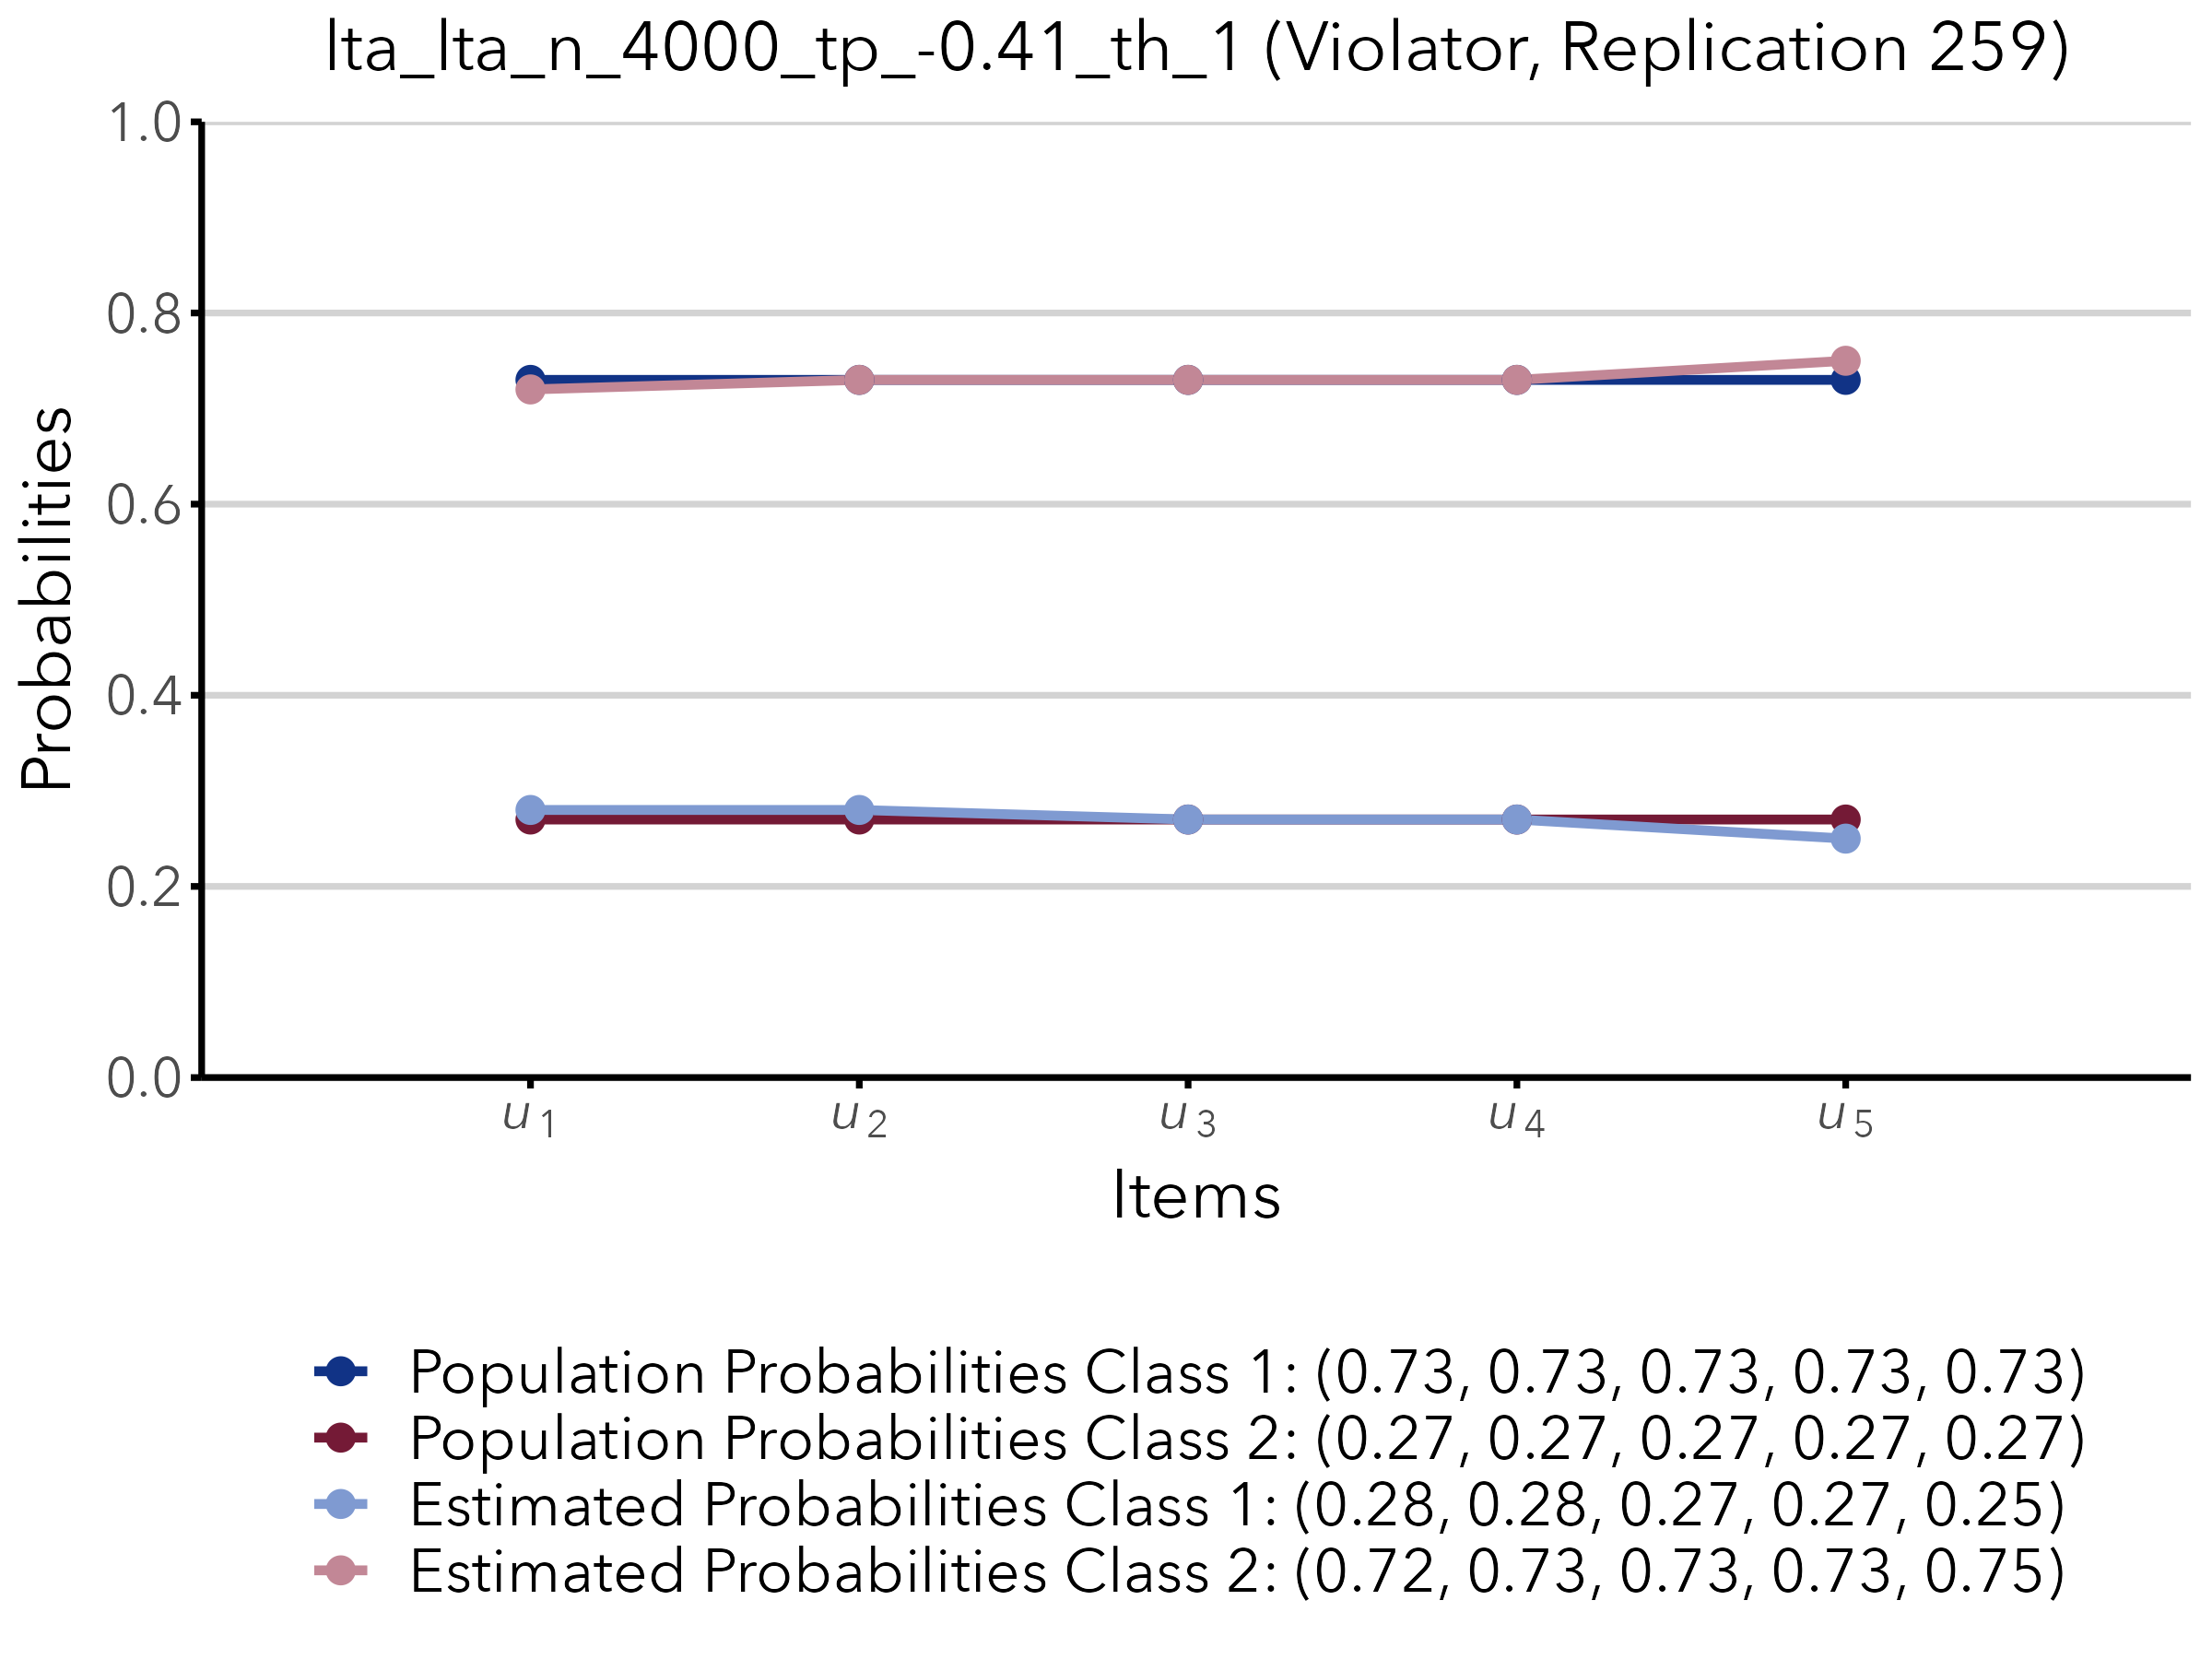 lta_lta_n_4000_tp_-0.41_th_1 (Violator, Replication 259)
1.0
0.8
0.6
0.4
0.2
0.0
Probabilities
u1
u2
u3
u4
u5
Items
Population Probabilities Class 1: (0.73, 0.73, 0.73, 0.73, 0.73)
Population Probabilities Class 2: (0.27, 0.27, 0.27, 0.27, 0.27)
Estimated Probabilities Class 1: (0.28, 0.28, 0.27, 0.27, 0.25)
Estimated Probabilities Class 2: (0.72, 0.73, 0.73, 0.73, 0.75)